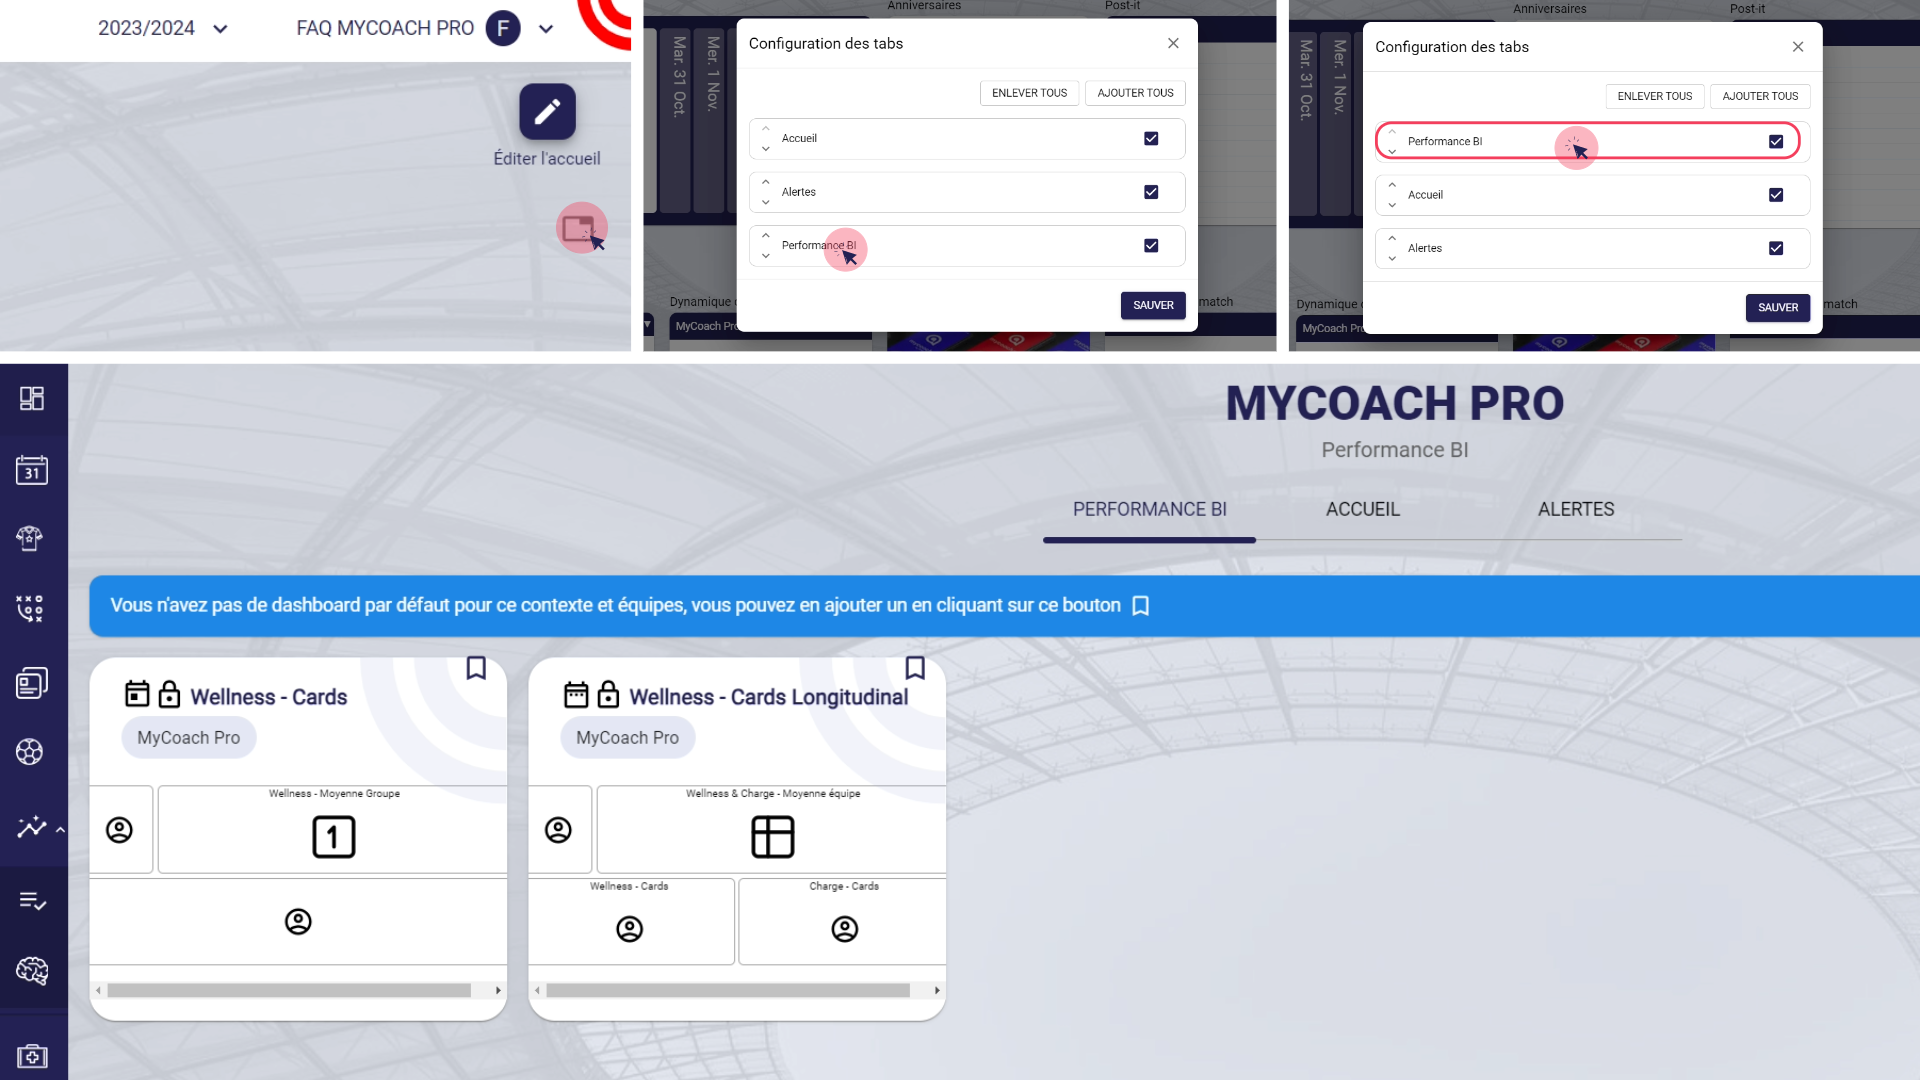 2023/2024
FAQ MYCOACH PRO
F
Éditer l'accueil
Anniversaires
Post-it
Mar. 31 Oct.
Mer. 1 Nov.
Configuration des tabs
ENLEVER TOUS
AJOUTER TOUS
Accueil
Alertes
Performance BI
SAUVER
Dynamique
match
MyCoach Pro
Anniversaires
Post-it
Mar. 31 Oct.
Mer. 1 Nov.
Configuration des tabs
ENLEVER TOUS
AJOUTER TOUS
Performance BI
Accueil
Alertes
SAUVER
Dynamique
match
MyCoach Pro
31
MYCOACH PRO
Performance BI
PERFORMANCE BI
ACCUEIL
ALERTES
Vous n'avez pas de dashboard par défaut pour ce contexte et équipes, vous pouvez en ajouter un en cliquant sur ce bouton
Wellness - Cards
MyCoach Pro
Wellness - Moyenne Groupe
1
Wellness - Cards Longitudinal
MyCoach Pro
Wellness & Charge - Moyenne équipe
Wellness - Cards
Charge - Cards